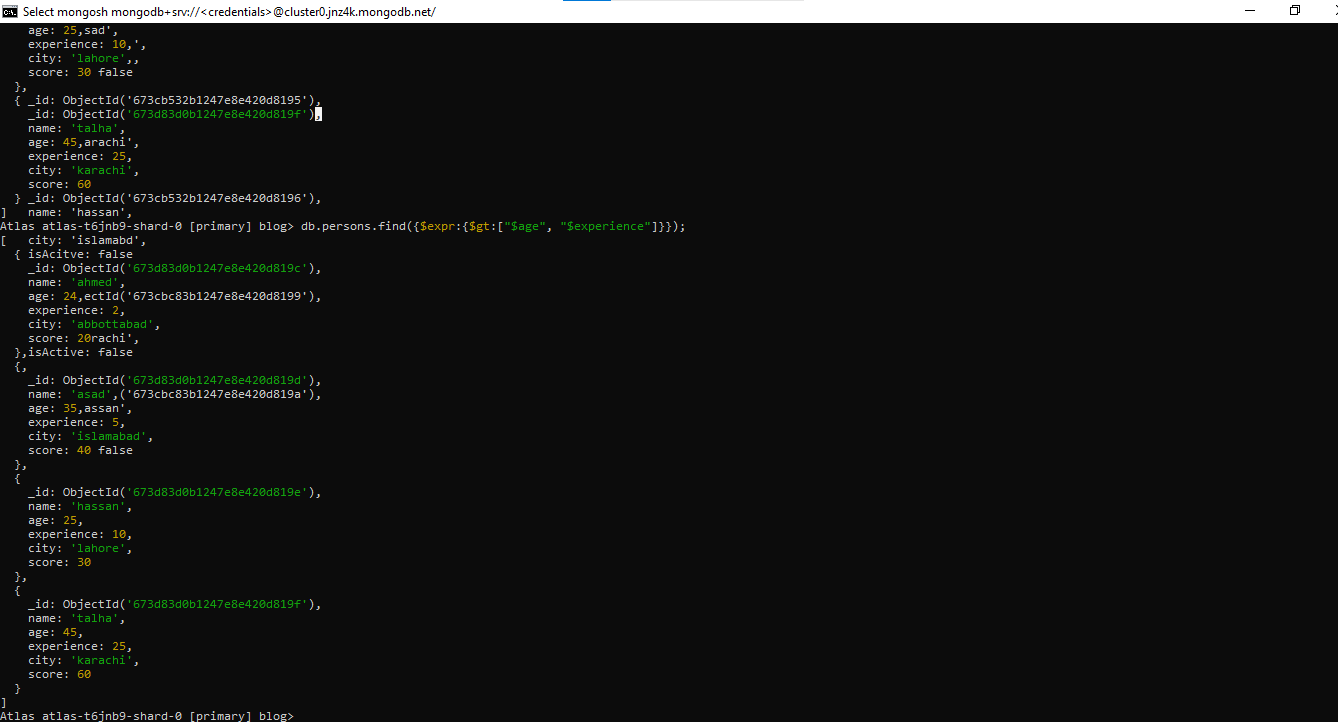 Select mongosh mongodb+srv://<credentials>@cluster0.jnz4k.mongodb.net/
age: 25,sad',
experience: 10,',
city: 'lahore',,
score: 30 false
},
{ _id: ObjectId('673cb532b1247e8e420d8195'),
_id: ObjectId('673d83d0b1247e8e420d819f'),
name: 'talha',
age: 45,arachi',
experience: 25,
city: 'karachi',
score: 60
} _id: ObjectId('673cb532b1247e8e420d8196'),
] name: 'hassan',
Atlas atlas-t6jnb9-shard-0 [primary] blog> db.persons.find({$expr:{$gt:["$age", "$experience"]}});
[ city: 'islamabd',
{ isAcitve: false
_id: ObjectId('673d83d0b1247e8e420d819c'),
name: 'ahmed',
age: 24,ectId('673cbc83b1247e8e420d8199'),
experience: 2,
city: 'abbottabad',
score: 20rachi',
},isActive: false
{,
_id: ObjectId('673d83d0b1247e8e420d819d'),
name: 'asad',('673cbc83b1247e8e420d819a'),
age: 35,assan',
experience: 5,
city: 'islamabad',
score: 40 false
},
{
_id: ObjectId('673d83d0b1247e8e420d819e'),
name: 'hassan',
age: 25,
experience: 10,
city: 'lahore',
score: 30
},
{
_id: ObjectId('673d83d0b1247e8e420d819f'),
name: 'talha',
age: 45,
experience: 25,
city: 'karachi',
score: 60
}
]
Atlas atlas-t6jnb9-shard-0 [primary] blog>